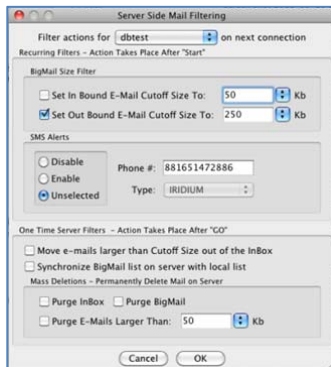 Server Side Mail Filtering
Filter actions for dbtest on next connection
Recurring Filters - Action Takes Place After "Start"
BigMail Size Filter
Set In Bound E-Mail Cutoff Size To: 50 Kb
Set Out Bound E-Mail Cutoff Size To: 250 Kb
SMS Alerts
Disable
Enable
Unselected
Phone #: 881651472886
Type: IRIDIUM
One Time Server Filters - Action Takes Place After "GO"
Move e-mails larger than Cutoff Size out of the InBox
Synchronize BigMail list on server with local list
Mass Deletions - Permanently Delete Mail on Server
Purge InBox Purge BigMail
Purge E-Mails Larger Than: 50 Kb
Cancel OK